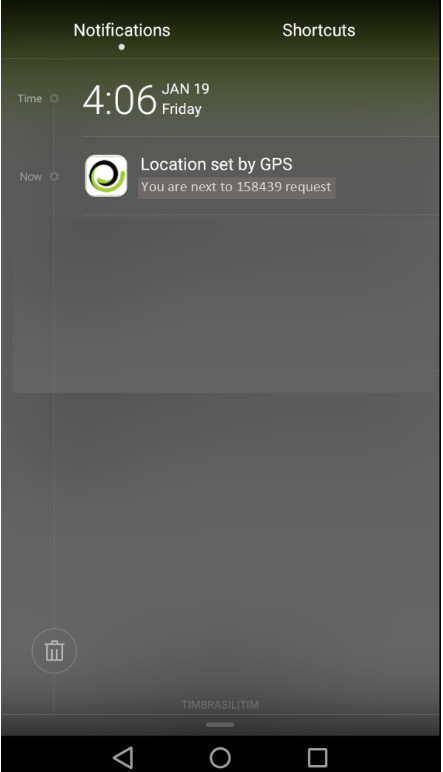 Notifications
Shortcuts
Time
4:06
JAN 19
Friday
Now
Location set by GPS
You are next to 158439 request
TIMBRASIL|TIM